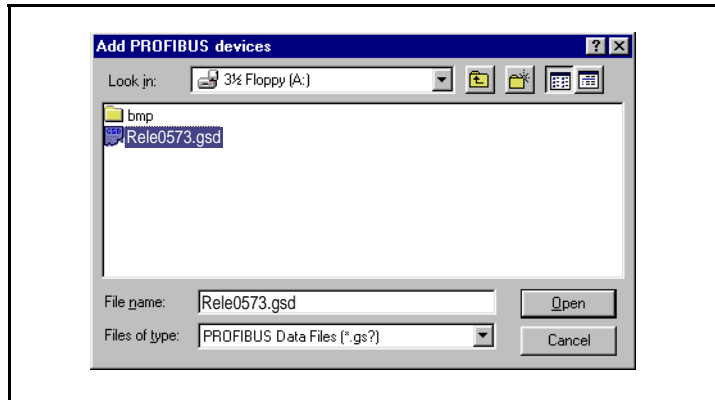 Add PROFIBUS devices
Look in: 3½ Floppy (A:)
bmp
GSD Rele0573.gsd
File name: Rele0573.gsd Open
Files of type: PROFIBUS Data Files (*.gs?) Cancel